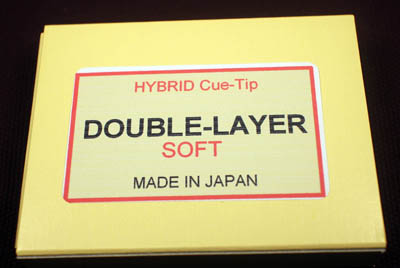 HYBRID Cue-Tip
DOUBLE-LAYER
SOFT
MADE IN JAPAN